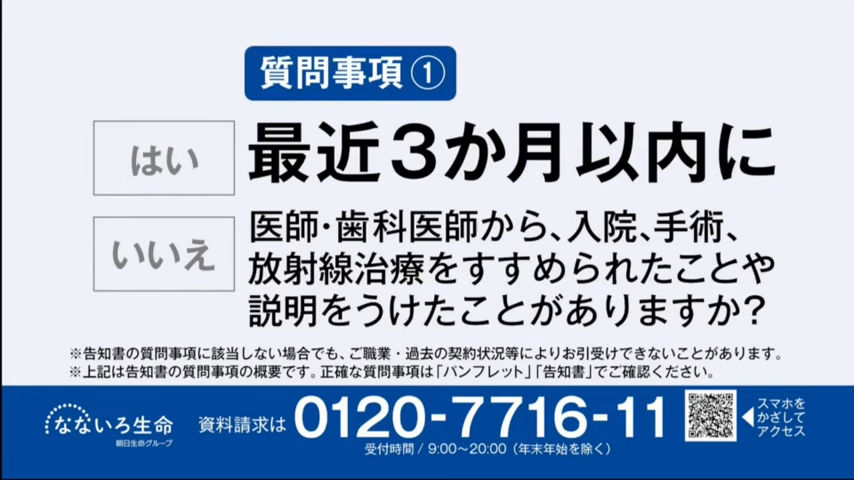 質問事項①
はい
最近3か月以内に
いいえ
医師・歯科医師から、入院、手術、
放射線治療をすすめられたことや
説明をうけたことがありますか?
※告知書の質問事項に該当しない場合でも、ご職業・過去の契約状況等によりお引受けできないことがあります。
※上記は告知書の質問事項の概要です。正確な質問事項は「パンフレット」「告知書」でご確認ください。
なないろ生命
朝日生命グループ
資料請求は 0120-7716-11
受付時間 / 9:00〜20:00(年末年始を除く)
スマホを
かざして
アクセス